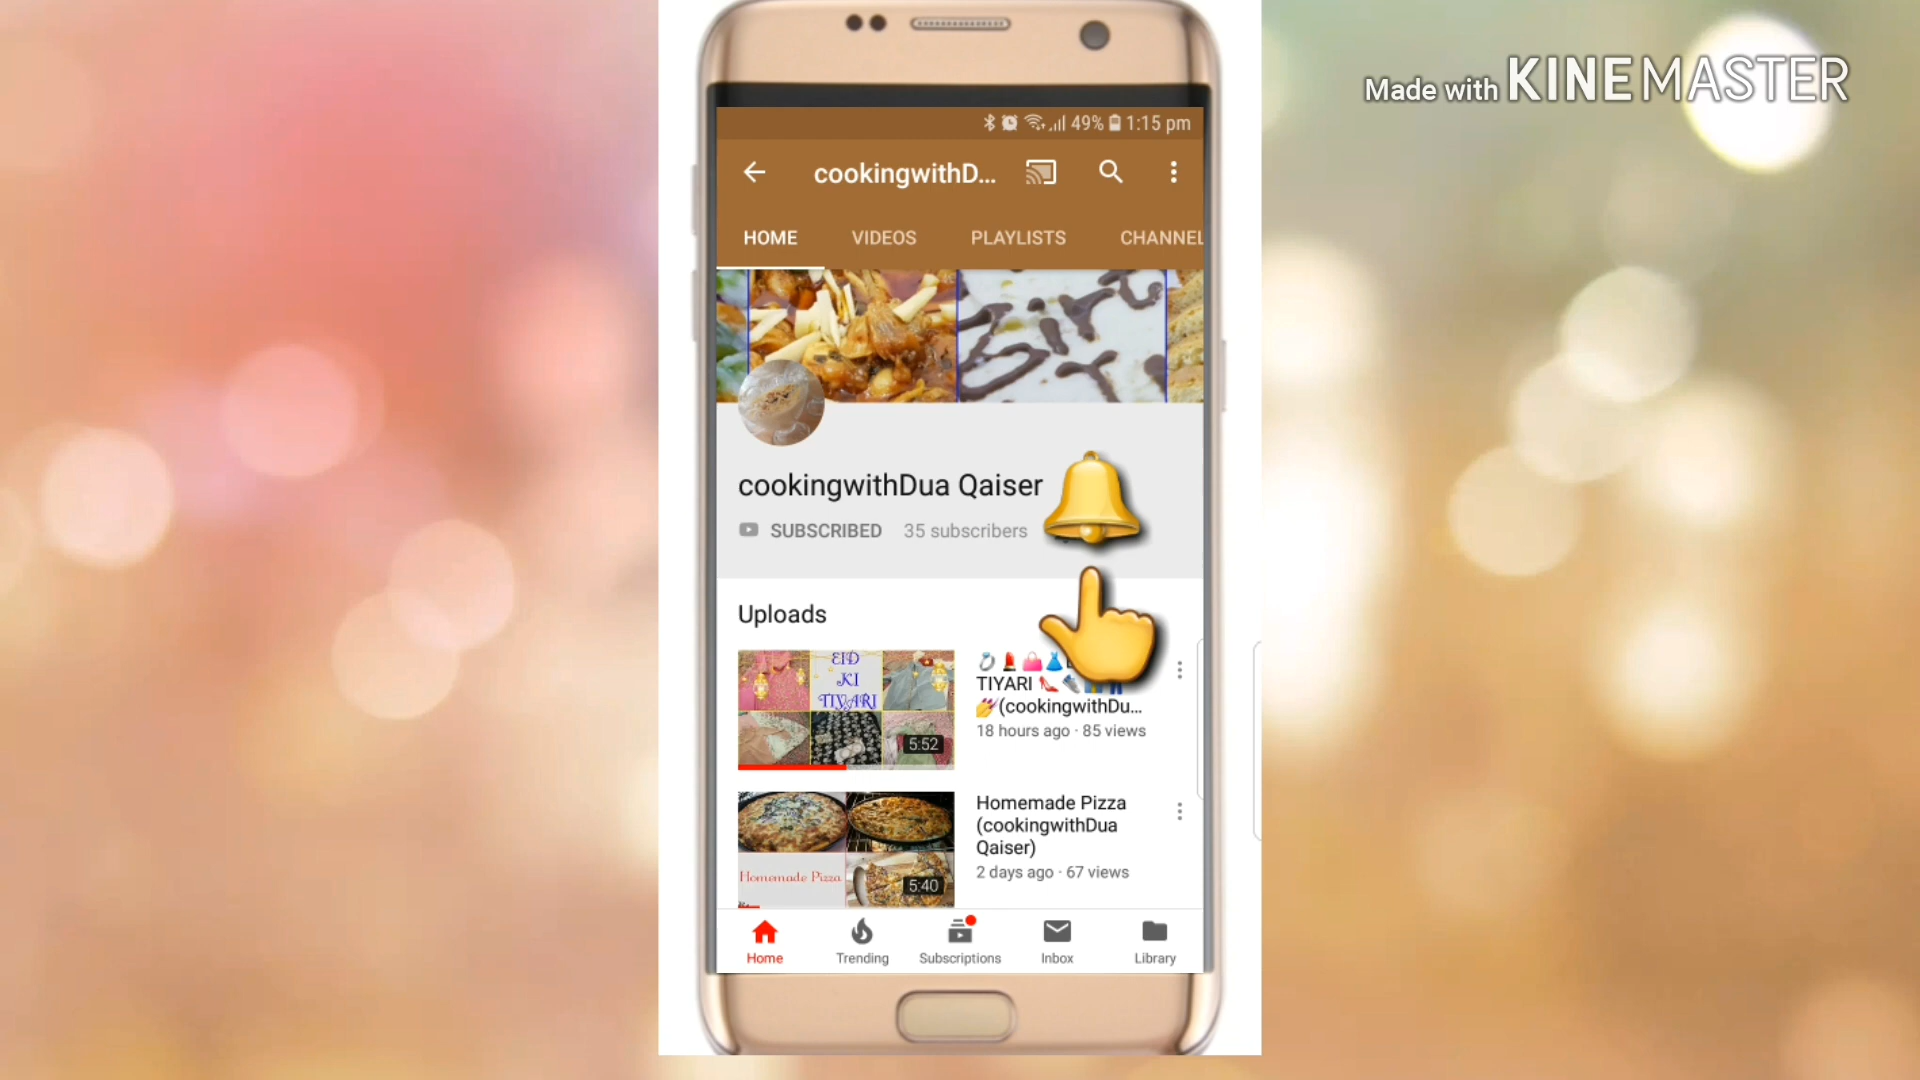 Made with KINEMASTER
49% 1:15 pm
cookingwithD...
HOME VIDEOS PLAYLISTS CHANNEL
cookingwithDua Qaiser
SUBSCRIBED 35 subscribers
Uploads
EID
KI
TIYARI
5:52
TIYARI
(cookingwithDu...
18 hours ago · 85 views
Homemade Pizza
5:40
Homemade Pizza
(cookingwithDua
Qaiser)
2 days ago · 67 views
Home Trending Subscriptions Inbox Library